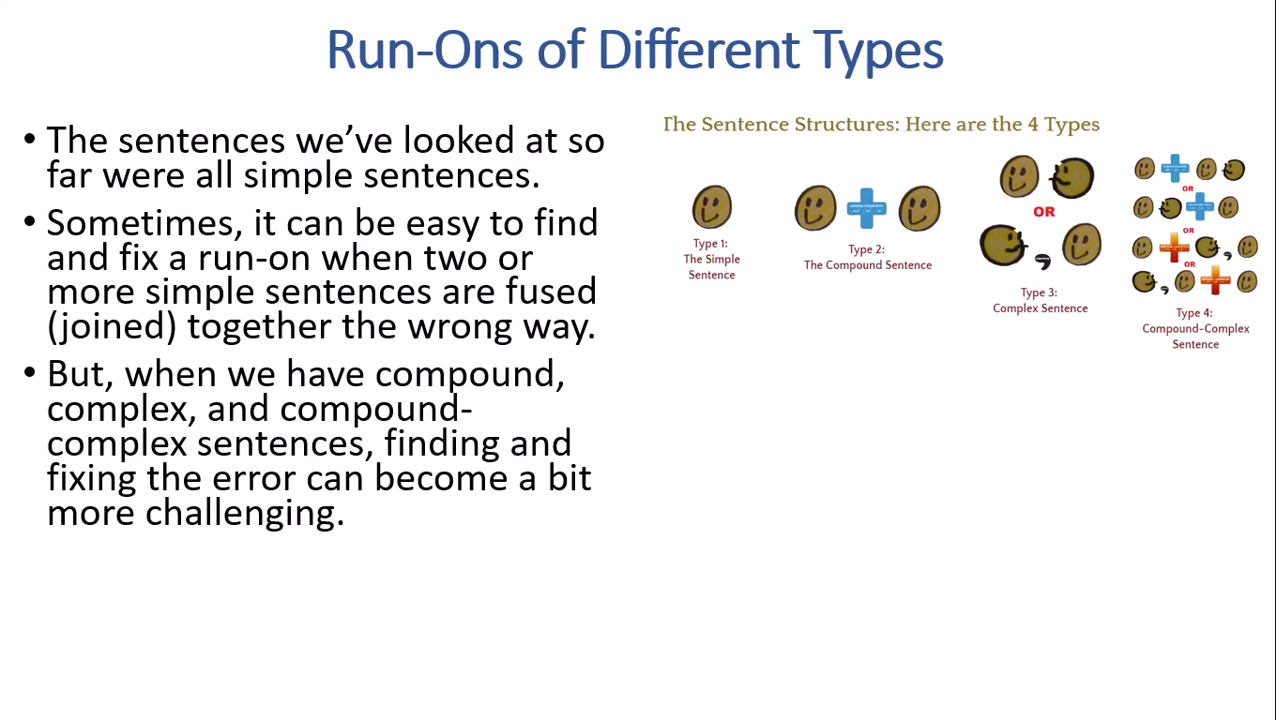 Run-Ons of Different Types
• The sentences we’ve looked at so
far were all simple sentences.
• Sometimes, it can be easy to find
and fix a run-on when two or
more simple sentences are fused
(joined) together the wrong way.
• But, when we have compound,
complex, and compound-
complex sentences, finding and
fixing the error can become a bit
more challenging.
The Sentence Structures: Here are the 4 Types
Type 1:
The Simple
Sentence
Type 2:
The Compound Sentence
OR
,
Type 3:
Complex Sentence
OR
OR
,
OR
,
Type 4:
Compound-Complex
Sentence